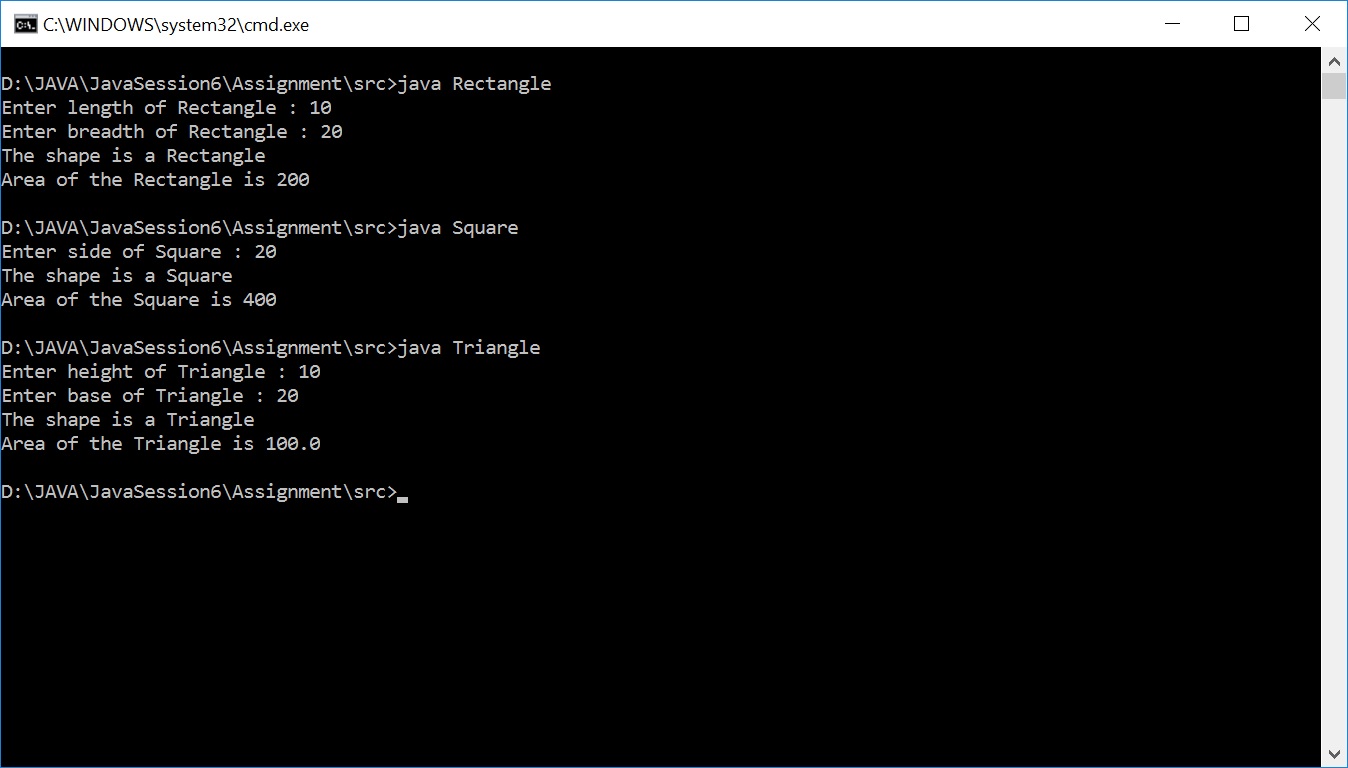 C:\WINDOWS\system32\cmd.exe
D:\JAVA\JavaSession6\Assignment\src>java Rectangle
Enter length of Rectangle : 10
Enter breadth of Rectangle : 20
The shape is a Rectangle
Area of the Rectangle is 200
D:\JAVA\JavaSession6\Assignment\src>java Square
Enter side of Square : 20
The shape is a Square
Area of the Square is 400
D:\JAVA\JavaSession6\Assignment\src>java Triangle
Enter height of Triangle : 10
Enter base of Triangle : 20
The shape is a Triangle
Area of the Triangle is 100.0
D:\JAVA\JavaSession6\Assignment\src>